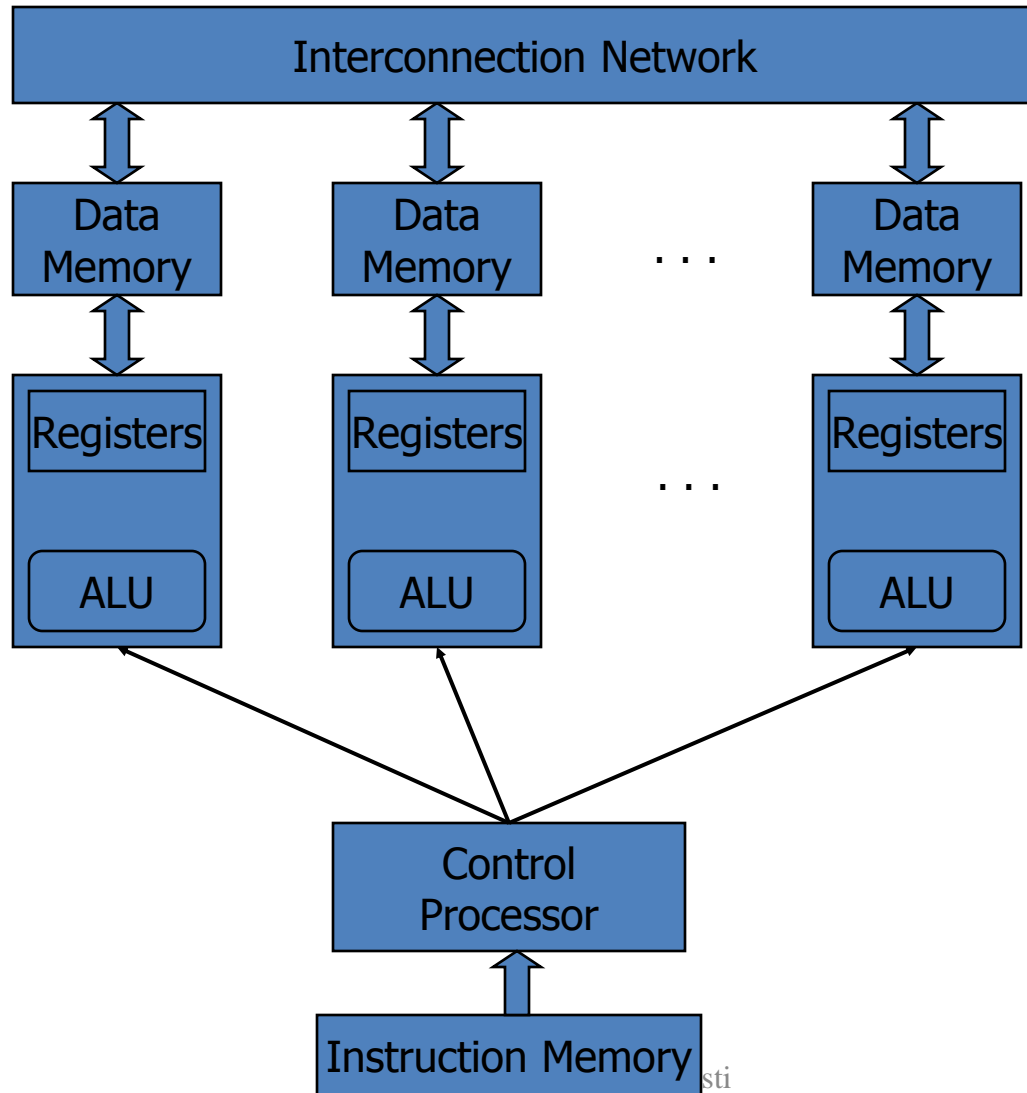 Interconnection Network
Data Memory
Data Memory
. . .
Data Memory
Registers
Registers
Registers
. . .
ALU
ALU
ALU
Control
Processor
Instruction Memory